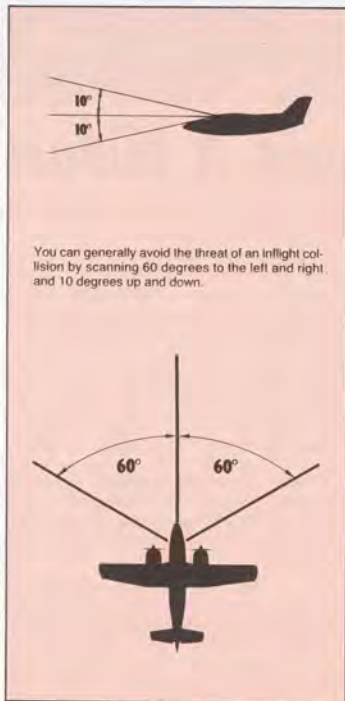 10°
10°
You can generally avoid the threat of an inflight col-
lision by scanning 60 degrees to the left and right
and 10 degrees up and down.
60° 60°